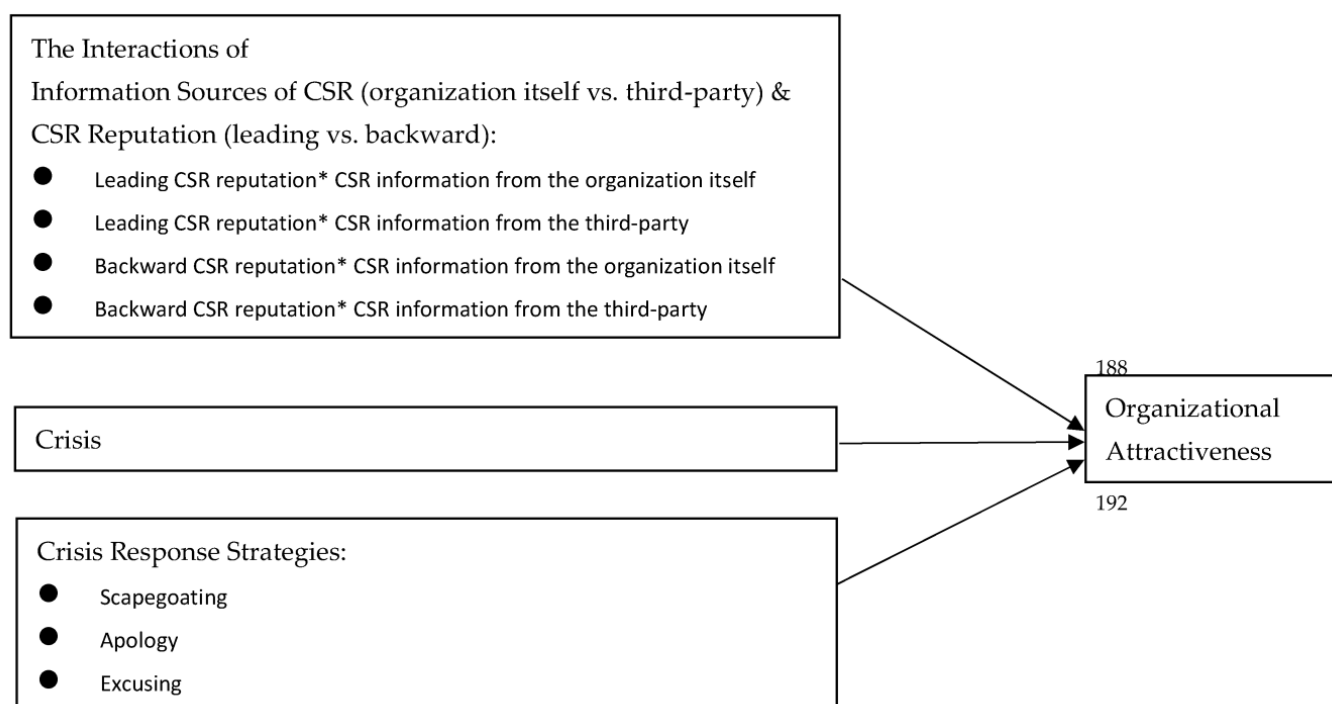 The Interactions of
Information Sources of CSR (organization itself vs. third-party) &
CSR Reputation (leading vs. backward):
● Leading CSR reputation* CSR information from the organization itself
● Leading CSR reputation* CSR information from the third-party
● Backward CSR reputation* CSR information from the organization itself
● Backward CSR reputation* CSR information from the third-party
188
Organizational
Attractiveness
192
Crisis
Crisis Response Strategies:
● Scapegoating
● Apology
● Excusing